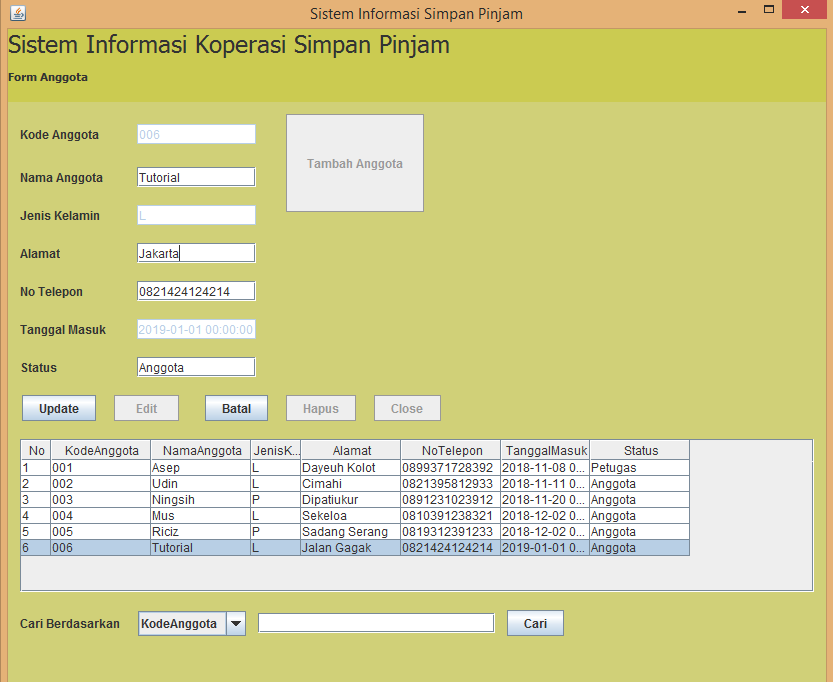 Sistem Informasi Simpan Pinjam
Sistem Informasi Koperasi Simpan Pinjam
Form Anggota
Kode Anggota 006
Tambah Anggota
Nama Anggota Tutorial
Jenis Kelamin L
Alamat Jakarta
No Telepon 0821424124214
Tanggal Masuk 2019-01-01 00:00:00
Status Anggota
Update Edit Batal Hapus Close
No KodeAnggota NamaAnggota JenisK... Alamat NoTelepon TanggalMasuk Status
1 001 Asep L Dayeuh Kolot 0899371728392 2018-11-08 0... Petugas
2 002 Udin L Cimahi 0821395812933 2018-11-11 0... Anggota
3 003 Ningsih P Dipatiukur 0891231023912 2018-11-20 0... Anggota
4 004 Mus L Sekeloa 0810391238321 2018-12-02 0... Anggota
5 005 Riciz P Sadang Serang 0819312391233 2018-12-02 0... Anggota
6 006 Tutorial L Jalan Gagak 0821424124214 2019-01-01 0... Anggota
Cari Berdasarkan KodeAnggota Cari